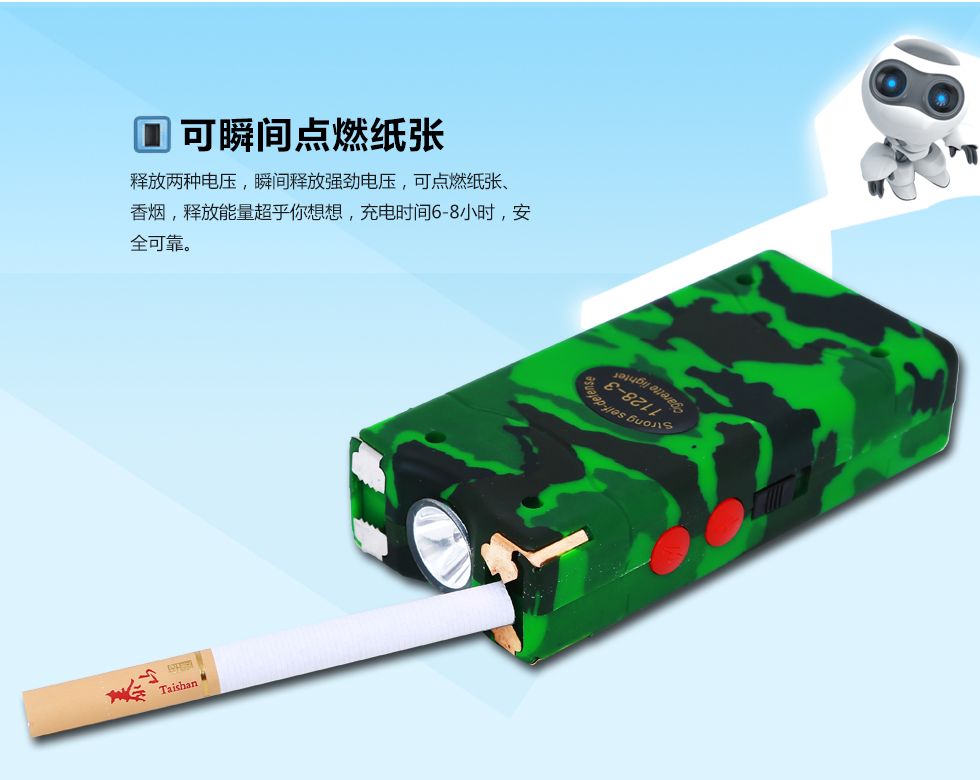 可瞬间点燃纸张
释放两种电压，瞬间释放强劲电压，可点燃纸张、
香烟，释放能量超乎你想想，充电时间6-8小时，安
全可靠。
Strong self-defense
1128-3
Cigarette lighter
Taishan